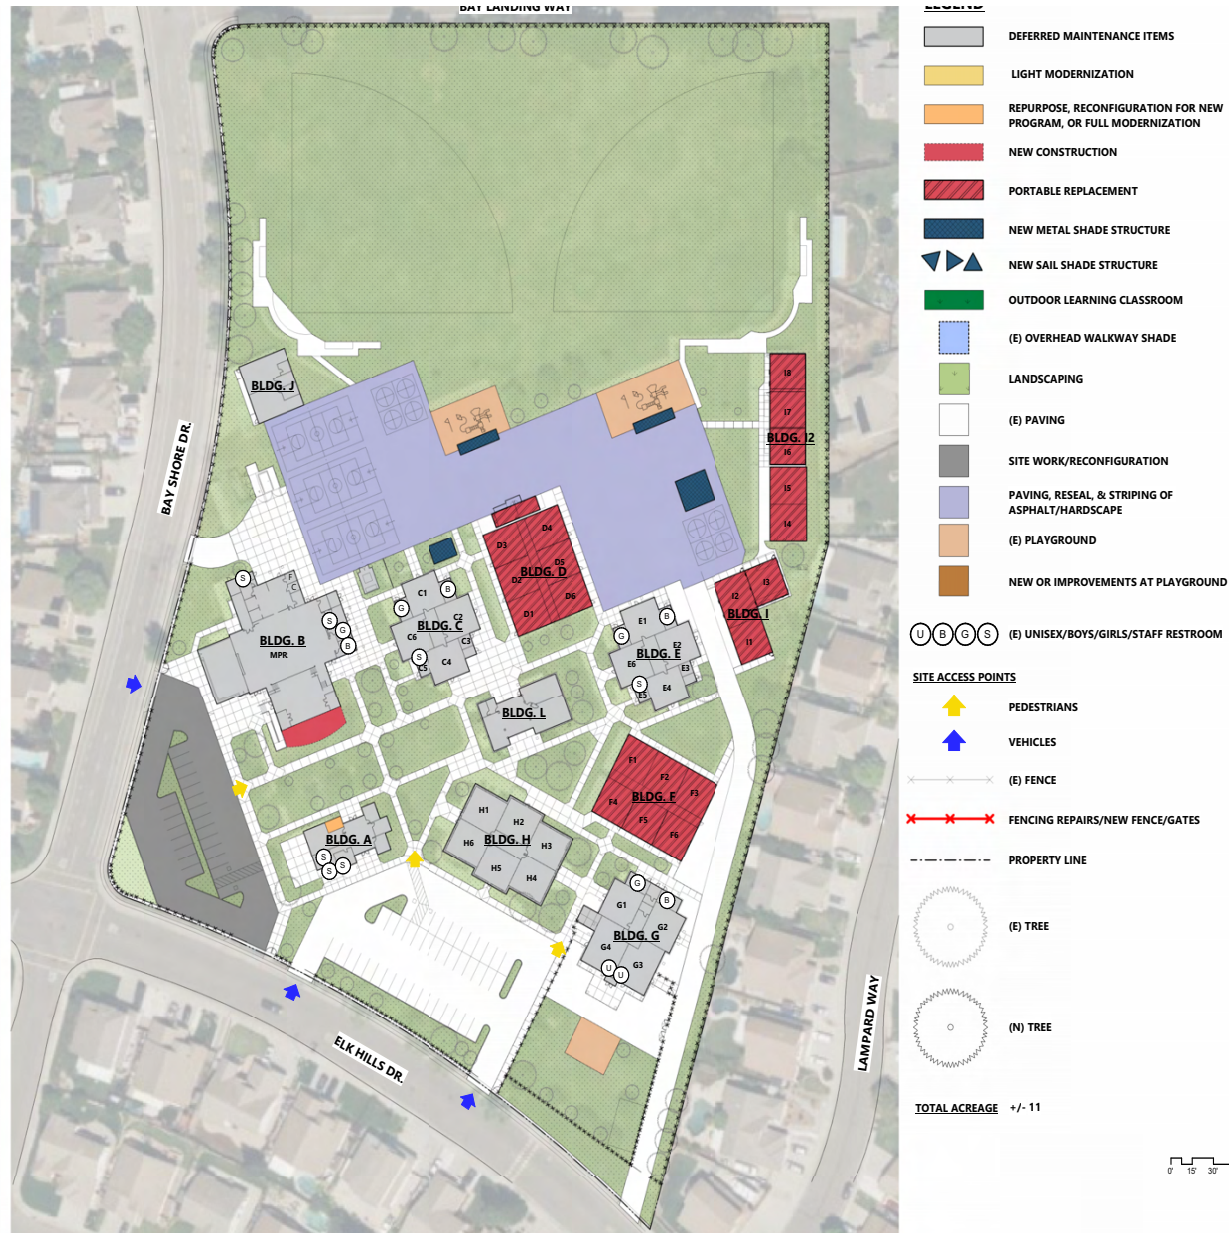 BAY LANDING WAY
LEGEND
DEFERRED MAINTENANCE ITEMS
LIGHT MODERNIZATION
REPURPOSE, RECONFIGURATION FOR NEW
PROGRAM, OR FULL MODERNIZATION
NEW CONSTRUCTION
PORTABLE REPLACEMENT
NEW METAL SHADE STRUCTURE
NEW SAIL SHADE STRUCTURE
OUTDOOR LEARNING CLASSROOM
(E) OVERHEAD WALKWAY SHADE
LANDSCAPING
(E) PAVING
SITE WORK/RECONFIGURATION
PAVING, RESEAL, & STRIPING OF
ASPHALT/HARDSCAPE
(E) PLAYGROUND
NEW OR IMPROVEMENTS AT PLAYGROUND
U B G S (E) UNISEX/BOYS/GIRLS/STAFF RESTROOM
SITE ACCESS POINTS
PEDESTRIANS
VEHICLES
(E) FENCE
FENCING REPAIRS/NEW FENCE/GATES
PROPERTY LINE
(E) TREE
(N) TREE
TOTAL ACREAGE +/- 11
0' 15' 30'
BAY SHORE DR.
ELK HILLS DR.
LAMPARD WAY
BLDG. J
BLDG. I2
I8
I7
I6
I5
I4
BLDG. I
I3
I2
I1
BLDG. D
D4
D3
D5
D2
D6
D1
BLDG. B
MPR
F
C
S
S
G
B
BLDG. C
C1
B
G
C2
C6
C3
S
C5
C4
BLDG. E
E1
B
G
E2
E6
E3
S
E5
E4
BLDG. L
BLDG. F
F1
F2
F3
F4
F5
F6
BLDG. A
S
S
S
BLDG. H
H1
H2
H6
H3
H5
H4
BLDG. G
G
B
G1
G2
G4
G3
U
U